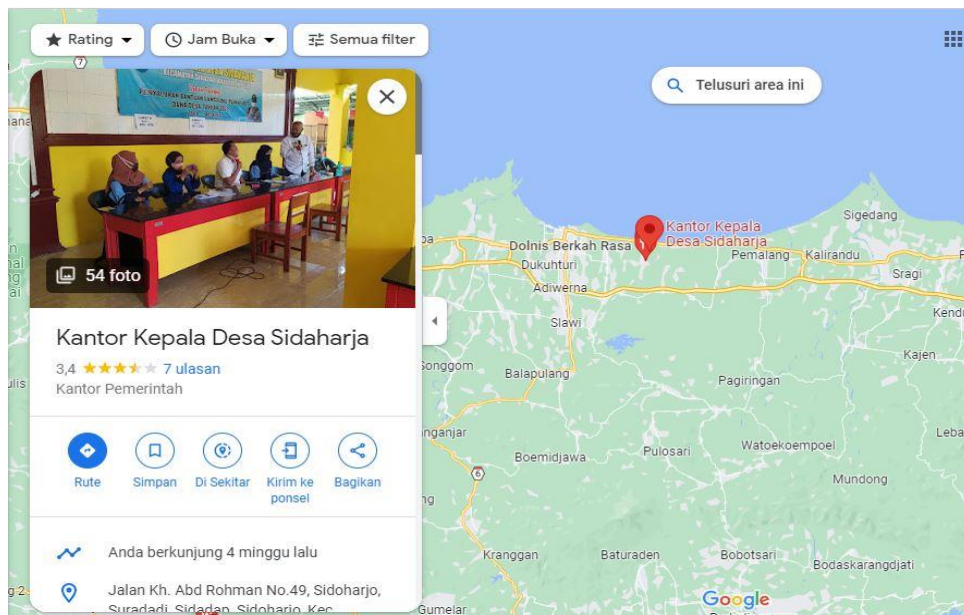 Rating
Jam Buka
Semua filter
Telusuri area ini
7
54 foto
Kantor Kepala Desa Sidaharja
3,4
7 ulasan
Kantor Pemerintah
Rute
Simpan
Di Sekitar
Kirim ke
ponsel
Bagikan
Anda berkunjung 4 minggu lalu
Jalan Kh. Abd Rohman No.49, Sidoharjo,
Suradadi, Sidadap, Sidoharjo, Kec.
Kantor Kepala
Desa Sidaharja
Sigedang
Dolnis Berkah Rasa
Pemalang
Kalirandu
Dukuhturi
Sragi
Adiwerna
Slawi
Songgom
Balapulang
Kajen
Pagiringan
Boemidjawa
Pulosari
Watoekoempoel
6
Mundong
Kranggan
Baturaden
Bobotsari
Bodaskarangdjati
Google
Gumelar